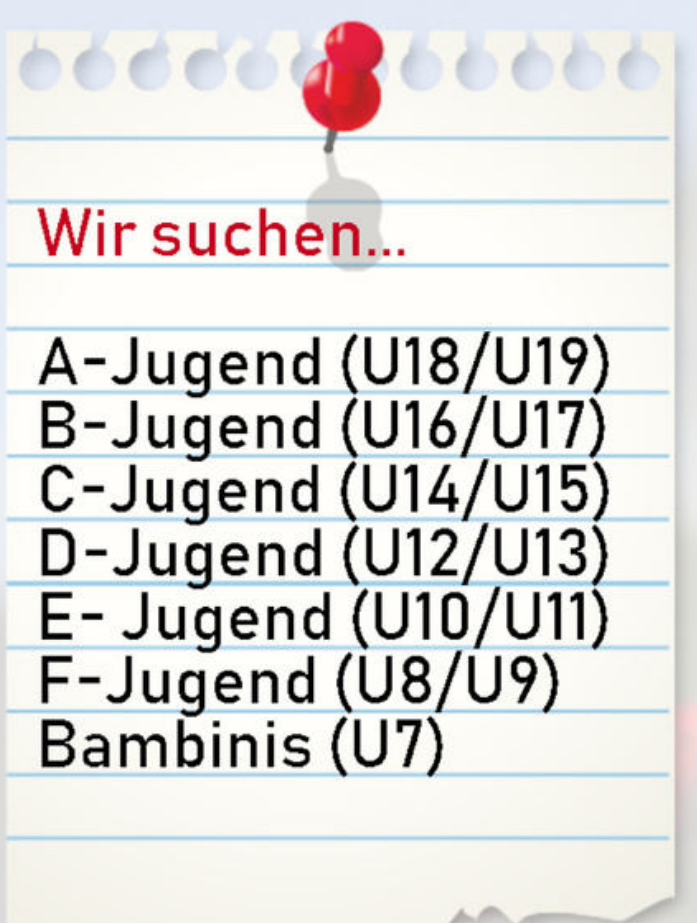 Wir suchen...
A-Jugend (U18/U19)
B-Jugend (U16/U17)
C-Jugend (U14/U15)
D-Jugend (U12/U13)
E- Jugend (U10/U11)
F-Jugend (U8/U9)
Bambinis (U7)